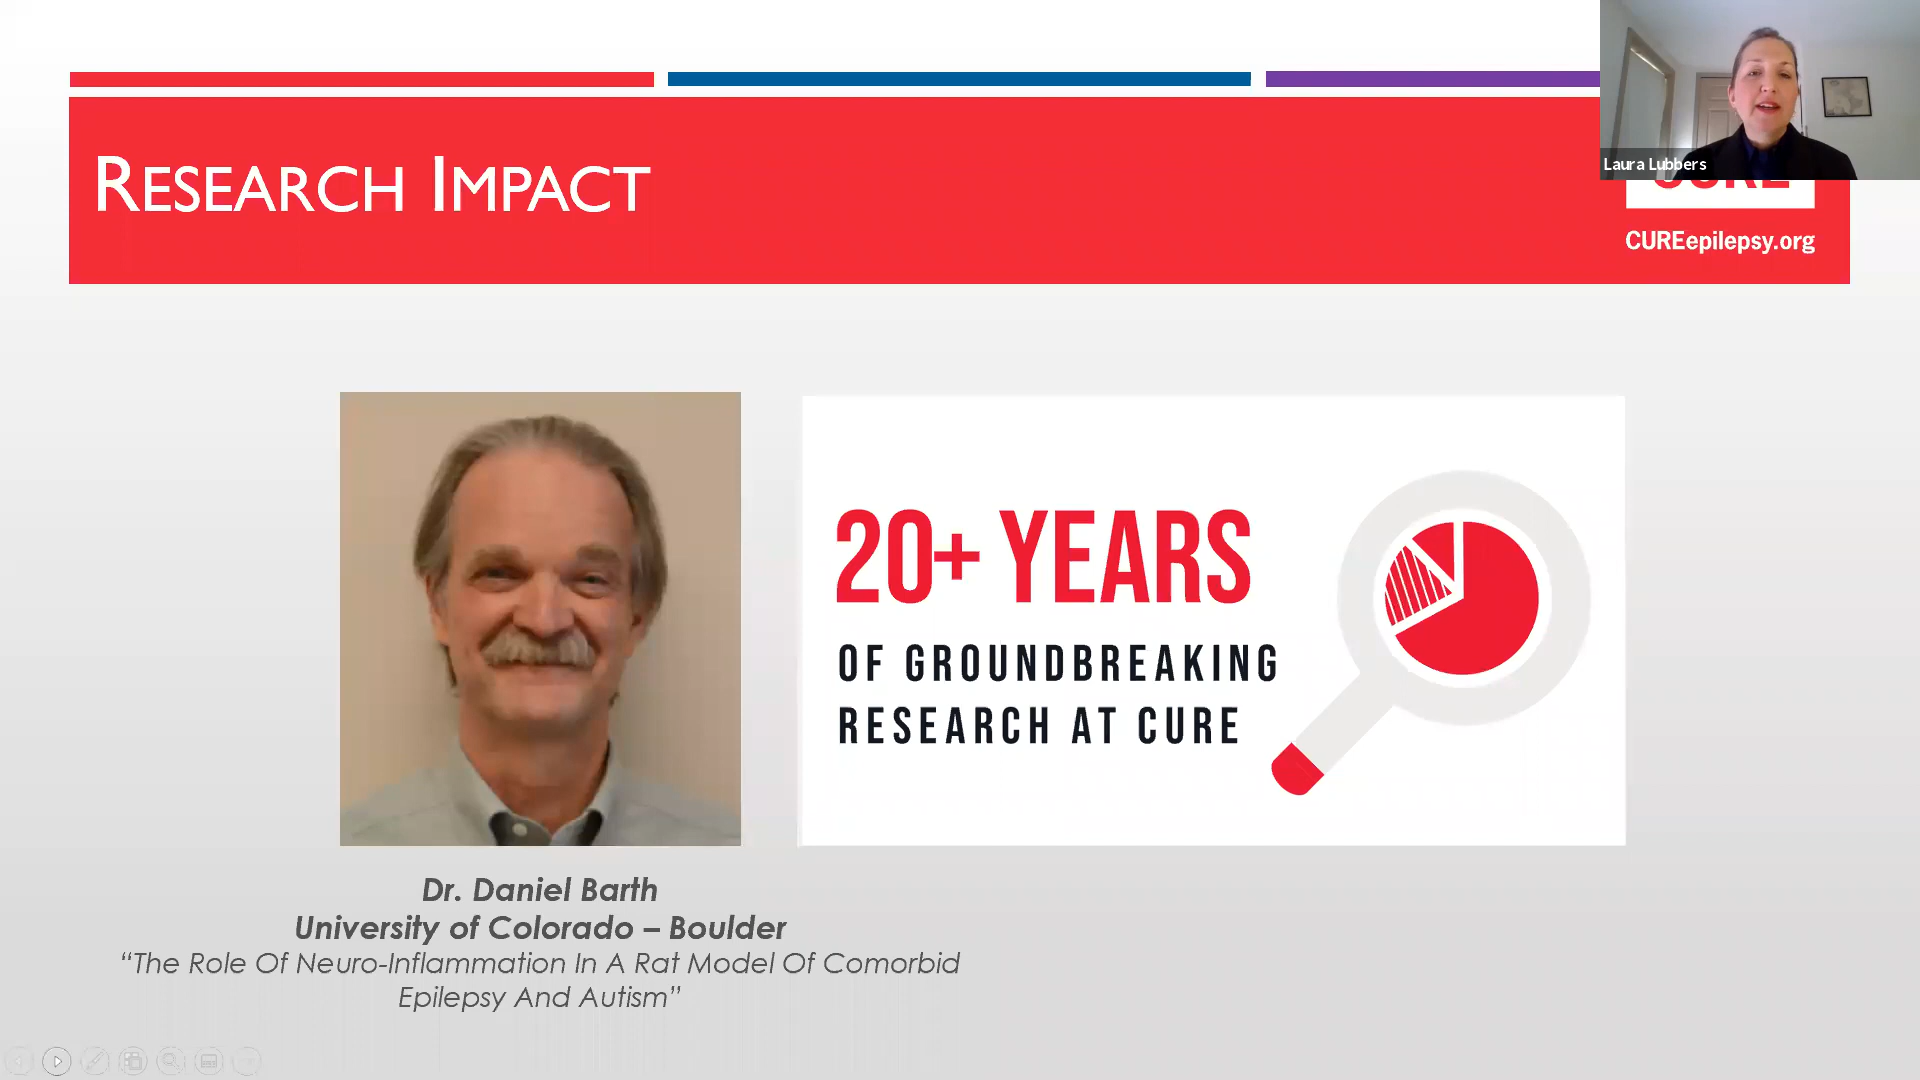 Research Impact
Laura Lubbers
CURE
CUREepilepsy.org
20+ YEARS
OF GROUNDBREAKING
RESEARCH AT CURE
Dr. Daniel Barth
University of Colorado – Boulder
“The Role Of Neuro-Inflammation In A Rat Model Of Comorbid
Epilepsy And Autism”